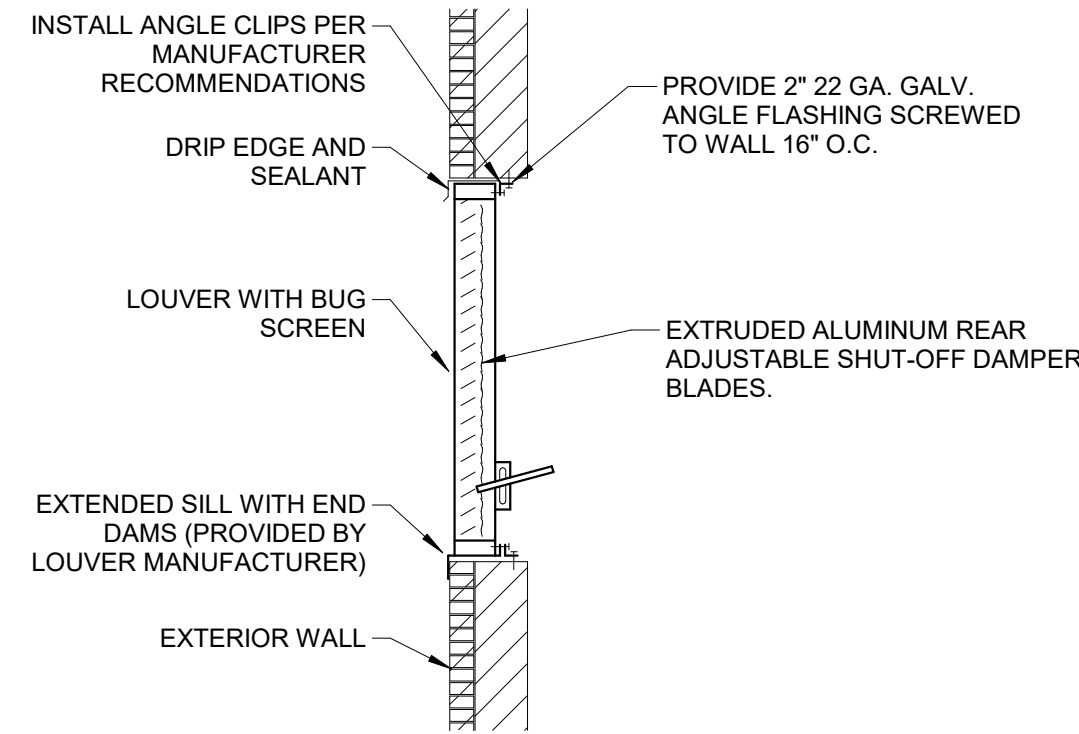 INSTALL ANGLE CLIPS PER
MANUFACTURER
RECOMMENDATIONS
PROVIDE 2" 22 GA. GALV.
ANGLE FLASHING SCREWED
TO WALL 16" O.C.
DRIP EDGE AND
SEALANT
LOUVER WITH BUG
SCREEN
EXTRUDED ALUMINUM REAR
ADJUSTABLE SHUT-OFF DAMPER
BLADES.
EXTENDED SILL WITH END
DAMS (PROVIDED BY
LOUVER MANUFACTURER)
EXTERIOR WALL